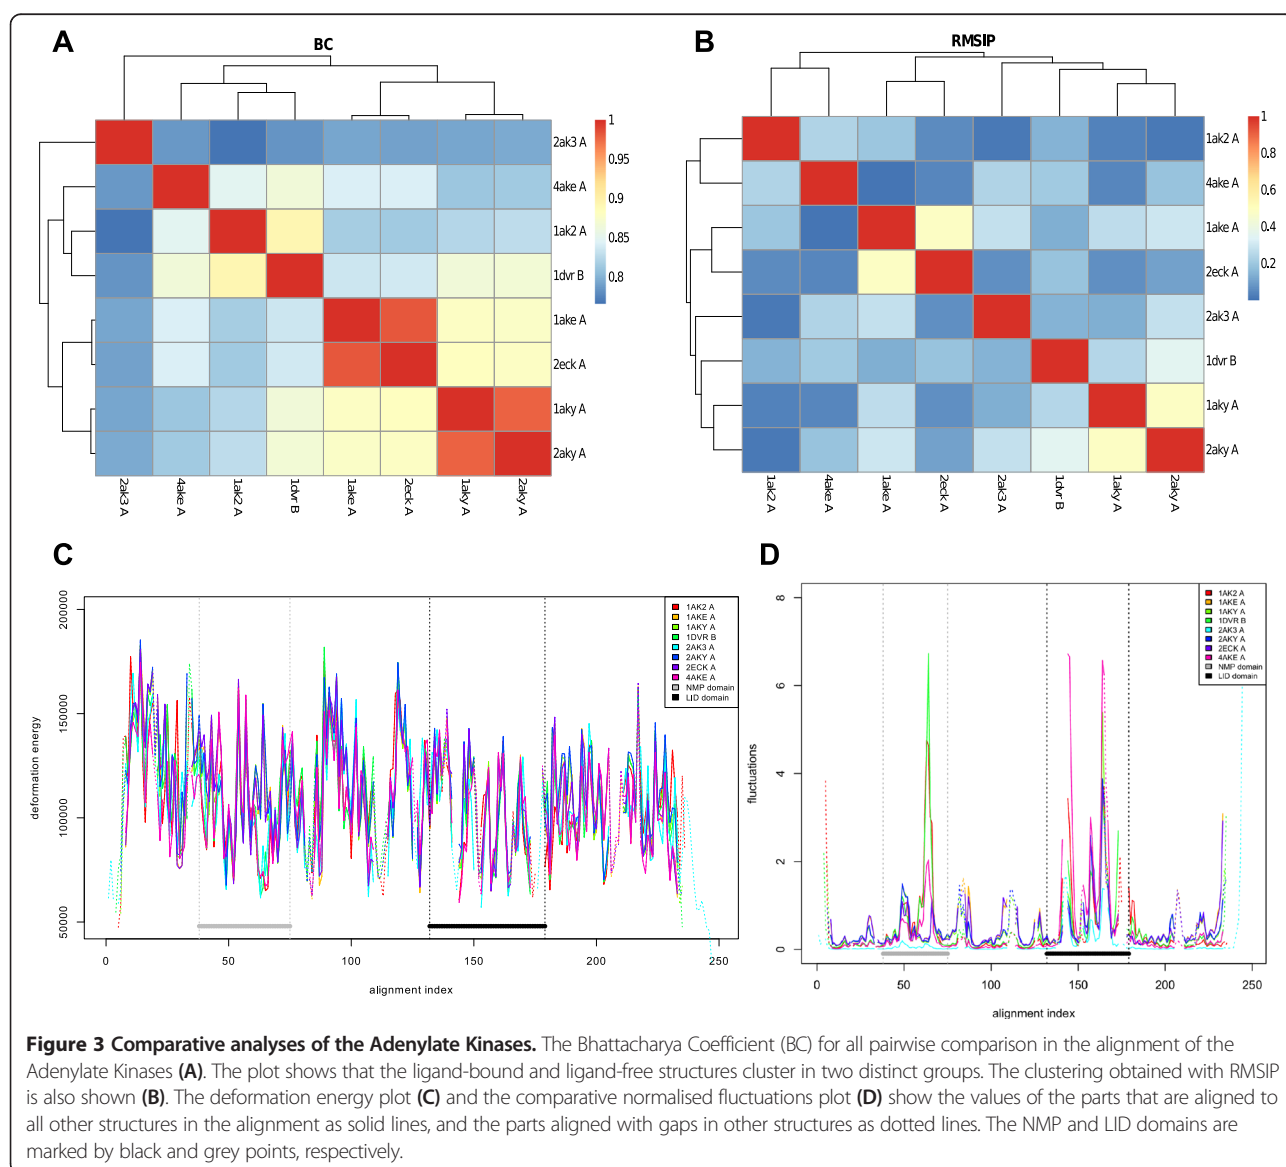 A
BC
2ak3 A
4ake A
1ak2 A
1dvr B
1ake A
2eck A
1aky A
2aky A
2ak3 A
4ake A
1ak2 A
1dvr B
1ake A
2eck A
1aky A
2aky A
1
0.95
0.9
0.85
0.8
B
RMSIP
1ak2 A
4ake A
1ake A
2eck A
2ak3 A
1dvr B
1aky A
2aky A
1ak2 A
4ake A
1ake A
2eck A
2ak3 A
1dvr B
1aky A
2aky A
1
0.8
0.6
0.4
0.2
C
deformation energy
200000
150000
100000
50000
0
50
100
150
200
250
alignment index
1AK2 A
1AKE A
1AKY A
1DVR B
2AK3 A
2AKY A
2ECK A
4AKE A
NMP domain
LID domain
D
fluctuations
8
6
4
2
0
0
50
100
150
200
250
alignment index
1AK2 A
1AKE A
1AKY A
1DVR B
2AK3 A
2AKY A
2ECK A
4AKE A
NMP domain
LID domain
Figure 3 Comparative analyses of the Adenylate Kinases. The Bhattacharya Coefficient (BC) for all pairwise comparison in the alignment of the
Adenylate Kinases (A). The plot shows that the ligand-bound and ligand-free structures cluster in two distinct groups. The clustering obtained with RMSIP
is also shown (B). The deformation energy plot (C) and the comparative normalised fluctuations plot (D) show the values of the parts that are aligned to
all other structures in the alignment as solid lines, and the parts aligned with gaps in other structures as dotted lines. The NMP and LID domains are
marked by black and grey points, respectively.